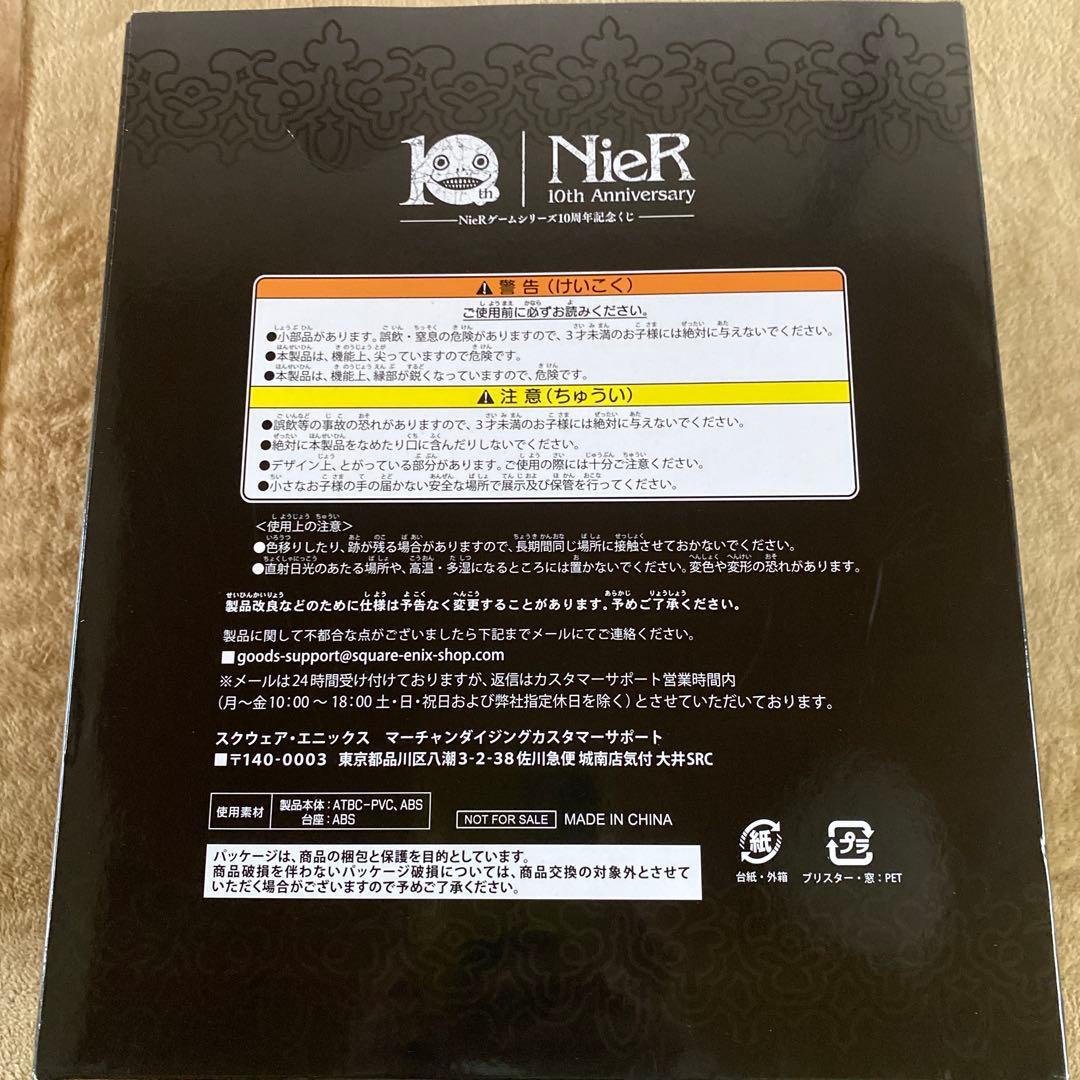 10th
NieR
10th Anniversary
NieRゲームシリーズ10周年記念くじ
警告(けいこく)
ご使用前に必ずお読みください。
●小部品があります。誤飲・窒息の危険がありますので、3才未満のお子様には絶対に与えないでください。
●本製品は、機能上、尖っていますので危険です。
●本製品は、機能上、縁部が鋭くなっていますので、危険です。
注意(ちゅうい)
●誤飲等の事故の恐れがありますので、3才未満のお子様には絶対に与えないでください。
●絶対に本製品をなめたり口に含んだりしないでください。
●デザイン上、とがっている部分があります。ご使用の際には十分ご注意ください。
●小さなお子様の手の届かない安全な場所で展示及び保管を行ってください。
＜使用上の注意＞
●色移りしたり、跡が残る場合がありますので、長期間同じ場所に接触させておかないでください。
●直射日光のあたる場所や、高温・多湿になるところには置かないでください。変色や変形の恐れがあります。
製品改良などのために仕様は予告なく変更することがあります。予めご了承ください。
製品に関して不都合な点がございましたら下記までメールにてご連絡ください。
■goods-support@square-enix-shop.com
※メールは24時間受け付けておりますが、返信はカスタマーサポート営業時間内
(月～金10:00～18:00 土・日・祝日および弊社指定休日を除く)とさせていただいております。
スクウェア・エニックス マーチャンダイジングカスタマーサポート
■〒140-0003 東京都品川区八潮3-2-38 佐川急便 城南店気付 大井SRC
使用素材 製品本体：ATBC-PVC、ABS
台座：ABS
NOT FOR SALE MADE IN CHINA
パッケージは、商品の梱包と保護を目的としています。
商品破損を伴わないパッケージ破損については、商品交換の対象外とさせて
いただく場合がございますので予めご了承ください。
紙
台紙・外箱
プラ
ブリスター・窓：PET